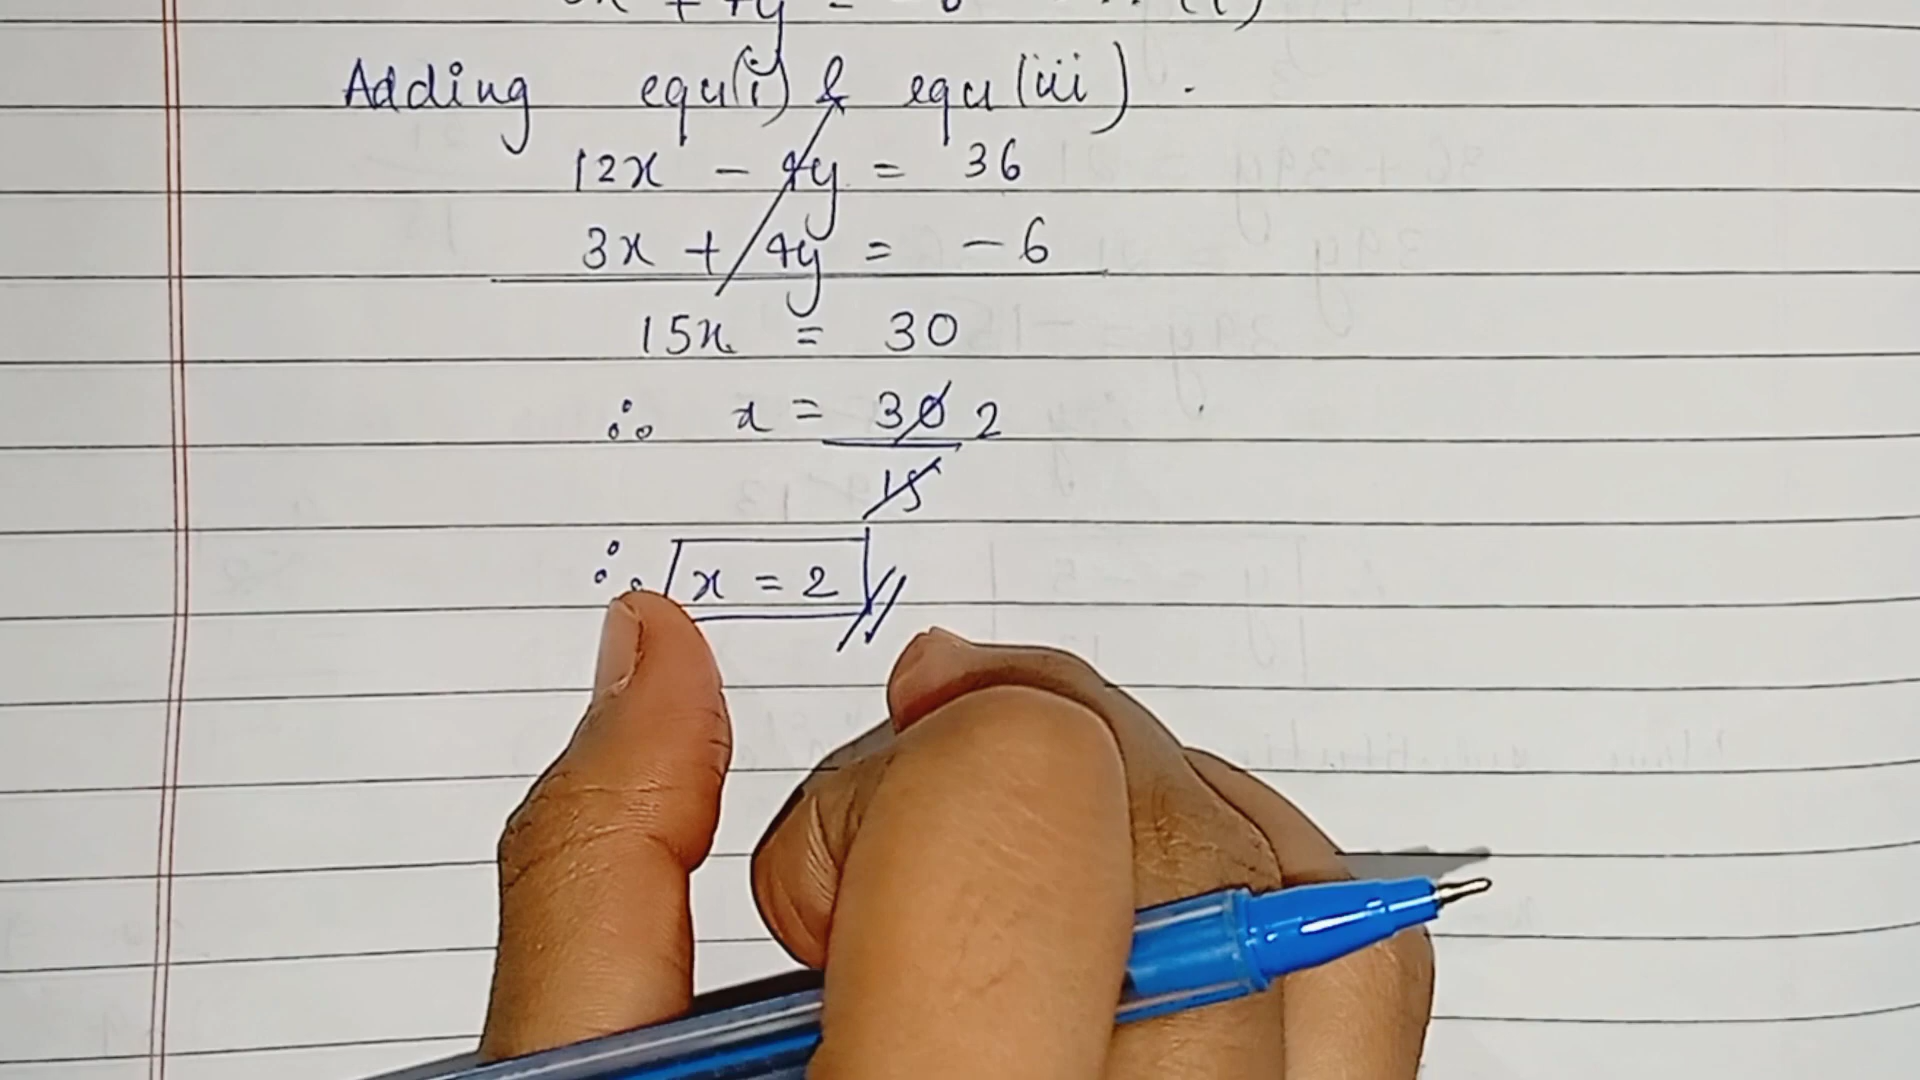 Adding equ(i) & equ(iii).
12x - 4y = 36
3x + 4y = -6
15x = 30
∴ x = 30 2
15
∴ x = 2